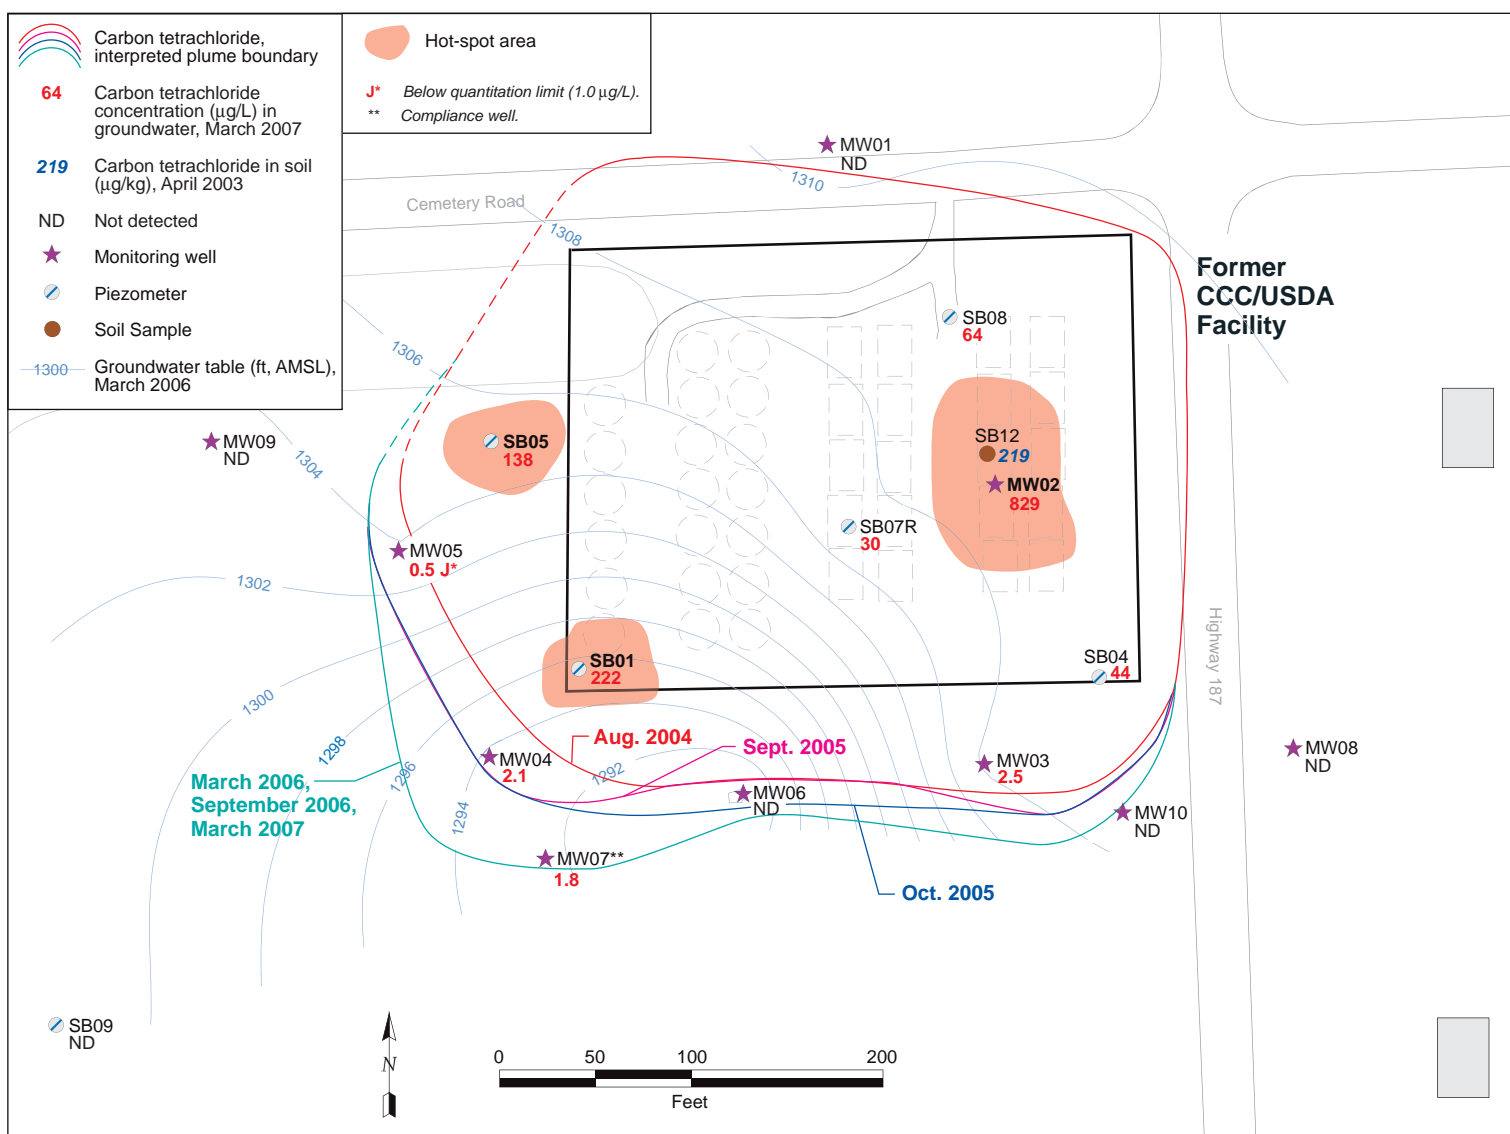 Carbon tetrachloride,
interpreted plume boundary
64
Carbon tetrachloride
concentration (µg/L) in
groundwater, March 2007
219
Carbon tetrachloride in soil
(µg/kg), April 2003
ND
Not detected
Monitoring well
Piezometer
Soil Sample
1300
Groundwater table (ft, AMSL),
March 2006
Hot-spot area
J*
Below quantitation limit (1.0 µg/L).
**
Compliance well.
MW01
ND
1310
Cemetery Road
1308
Former
CCC/USDA
Facility
SB08
64
1306
MW09
ND
1304
SB05
138
SB12
219
MW02
829
SB07R
30
MW05
0.5 J*
1302
Highway 187
SB01
222
SB04
44
1300
1298
Aug. 2004
Sept. 2005
MW04
2.1
1296
1292
MW03
2.5
MW08
ND
March 2006,
September 2006,
March 2007
1294
MW06
ND
MW10
ND
MW07**
1.8
Oct. 2005
SB09
ND
N
0
50
100
200
Feet